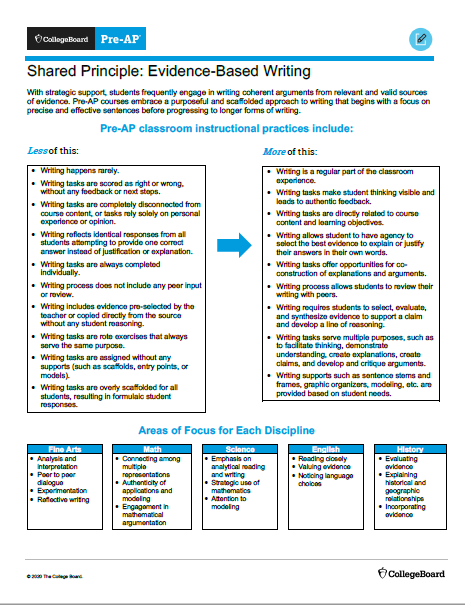 CollegeBoard Pre-AP®
Shared Principle: Evidence-Based Writing
With strategic support, students frequently engage in writing coherent arguments from relevant and valid sources
of evidence. Pre-AP courses embrace a purposeful and scaffolded approach to writing that begins with a focus on
precise and effective sentences before progressing to longer forms of writing.
Pre-AP classroom instructional practices include:
Less of this:
• Writing happens rarely.
• Writing tasks are scored as right or wrong,
without any feedback or next steps.
• Writing tasks are completely disconnected from
course content, or tasks rely solely on personal
experience or opinion.
• Writing reflects identical responses from all
students attempting to provide one correct
answer instead of justification or explanation.
• Writing tasks are always completed
individually.
• Writing process does not include any peer input
or review.
• Writing includes evidence pre-selected by the
teacher or copied directly from the source
without any student reasoning.
• Writing tasks are rote exercises that always
serve the same purpose.
• Writing tasks are assigned without any
supports (such as scaffolds, entry points, or
models).
• Writing tasks are overly scaffolded for all
students, resulting in formulaic student
responses.
More of this:
• Writing is a regular part of the classroom
experience.
• Writing tasks make student thinking visible and
leads to authentic feedback.
• Writing tasks are directly related to course
content and learning objectives.
• Writing allows student to have agency to
select the best evidence to explain or justify
their answers in their own words.
• Writing tasks offer opportunities for co-
construction of explanations and arguments.
• Writing process allows students to review their
writing with peers.
• Writing requires students to select, evaluate,
and synthesize evidence to support a claim
and develop a line of reasoning.
• Writing tasks serve multiple purposes, such as
to facilitate thinking, demonstrate
understanding, create explanations, create
claims, and develop and critique arguments.
• Writing supports such as sentence stems and
frames, graphic organizers, modeling, etc. are
provided based on student needs.
Areas of Focus for Each Discipline
Fine Arts
• Analysis and
interpretation
• Peer to peer
dialogue
• Experimentation
• Reflective writing
Math
• Connecting among
multiple
representations
• Authenticity of
applications and
modeling
• Engagement in
mathematical
argumentation
Science
• Emphasis on
analytical reading
and writing
• Strategic use of
mathematics
• Attention to
modeling
English
• Reading closely
• Valuing evidence
• Noticing language
choices
History
• Evaluating
evidence
• Explaining
historical and
geographic
relationships
• Incorporating
evidence
© 2020 The College Board.
CollegeBoard